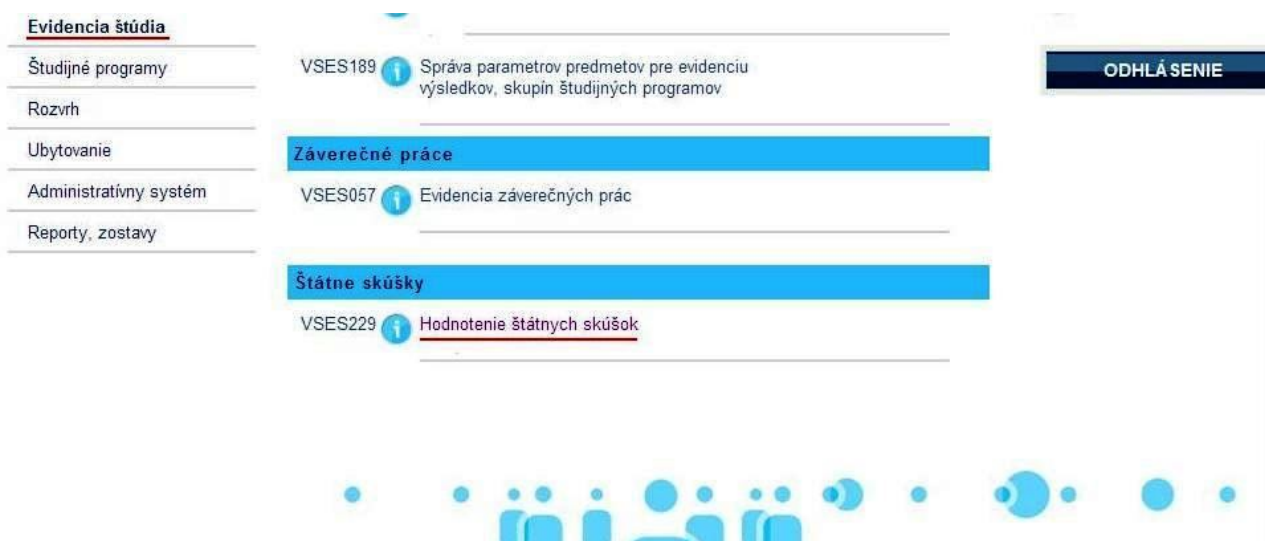 Evidencia štúdia
Študijné programy
Rozvrh
Ubytovanie
Administratívny systém
Reporty, zostavy
VSES189 Správa parametrov predmetov pre evidenciu
výsledkov, skupín študijných programov
Záverečné práce
VSES057 Evidencia záverečných prác
Štátne skúšky
VSES229 Hodnotenie štátnych skúšok
ODHLÁSENIE